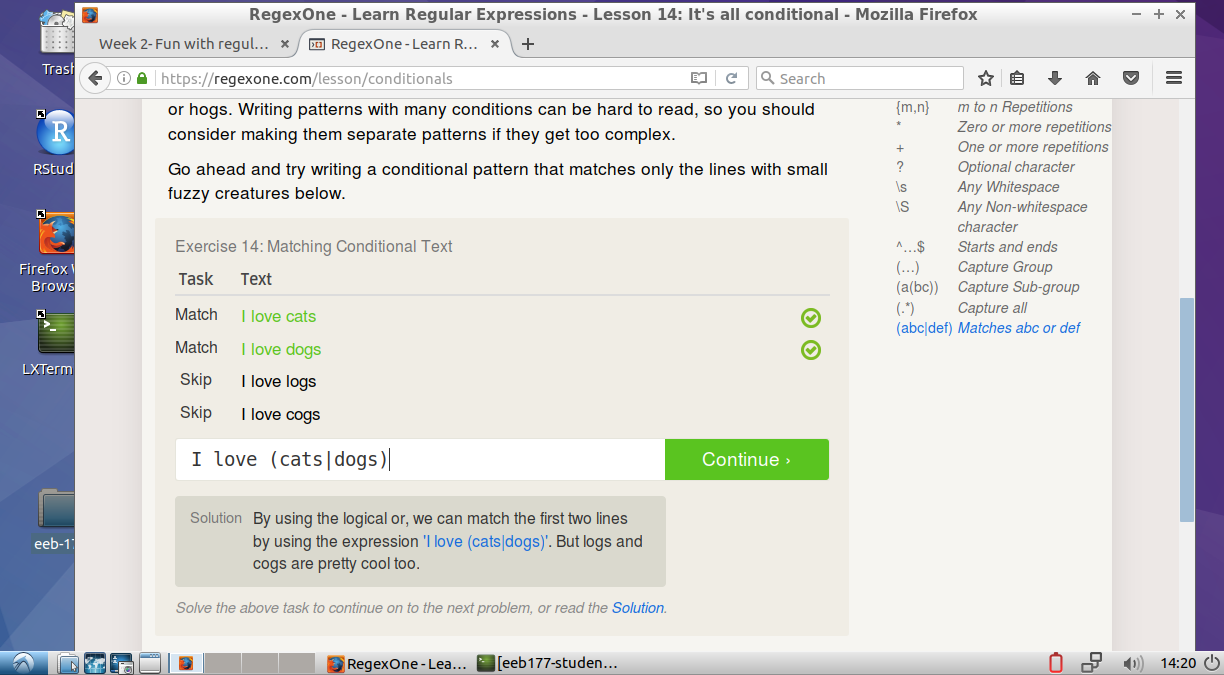 RegexOne - Learn Regular Expressions - Lesson 14: It's all conditional - Mozilla Firefox
Week 2- Fun with regul...
RegexOne - Learn R...
https://regexone.com/lesson/conditionals
Search
Trash
R
RStud
Firefox W
Brows
LXTerm
eeb-17
or hogs. Writing patterns with many conditions can be hard to read, so you should
consider making them separate patterns if they get too complex.
Go ahead and try writing a conditional pattern that matches only the lines with small
fuzzy creatures below.
Exercise 14: Matching Conditional Text
Task Text
Match I love cats
Match I love dogs
Skip I love logs
Skip I love cogs
I love (cats|dogs)
Continue ›
Solution By using the logical or, we can match the first two lines
by using the expression 'I love (cats|dogs)'. But logs and
cogs are pretty cool too.
Solve the above task to continue on to the next problem, or read the Solution.
{m,n} m to n Repetitions
* Zero or more repetitions
+ One or more repetitions
? Optional character
\s Any Whitespace
\S Any Non-whitespace
character
^…$ Starts and ends
(…) Capture Group
(a(bc)) Capture Sub-group
(.*) Capture all
(abc|def) Matches abc or def
RegexOne - Lea...
[eeb177-studen...
14:20